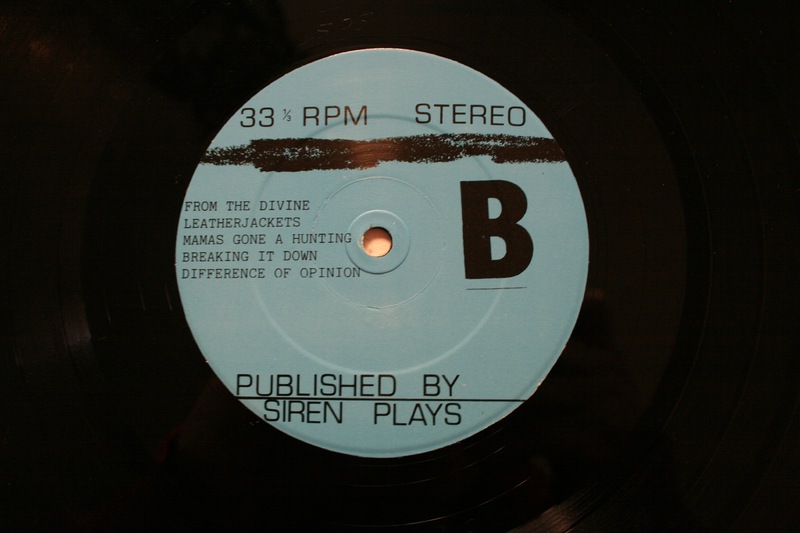 33 ⅓ RPM STEREO
FROM THE DIVINE
LEATHERJACKETS
MAMAS GONE A HUNTING
BREAKING IT DOWN
DIFFERENCE OF OPINION
B
PUBLISHED BY
SIREN PLAYS